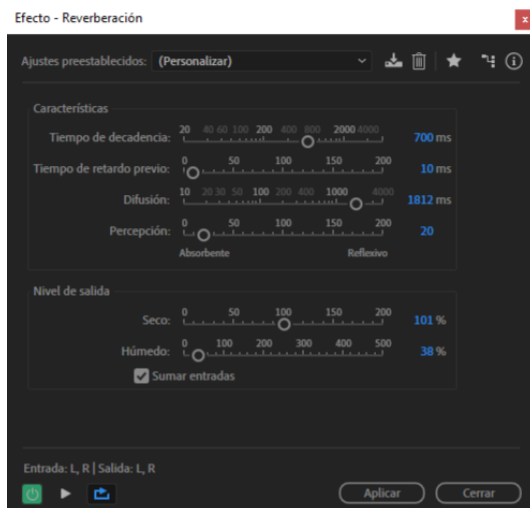 Efecto - Reverberación
x
Ajustes preestablecidos: (Personalizar)
Características
20 40 60 100 200 400 800 2000 4000
Tiempo de decadencia: 700 ms
0 50 100 150 200
Tiempo de retardo previo: 10 ms
10 20 30 50 100 200 400 1000 4000
Difusión: 1812 ms
0 50 100 150 200
Percepción: 20
Absorbente Reflexivo
Nivel de salida
0 50 100 150 200
Seco: 101 %
0 100 200 300 400 500
Húmedo: 38 %
Sumar entradas
Entrada: L, R | Salida: L, R
Aplicar Cerrar